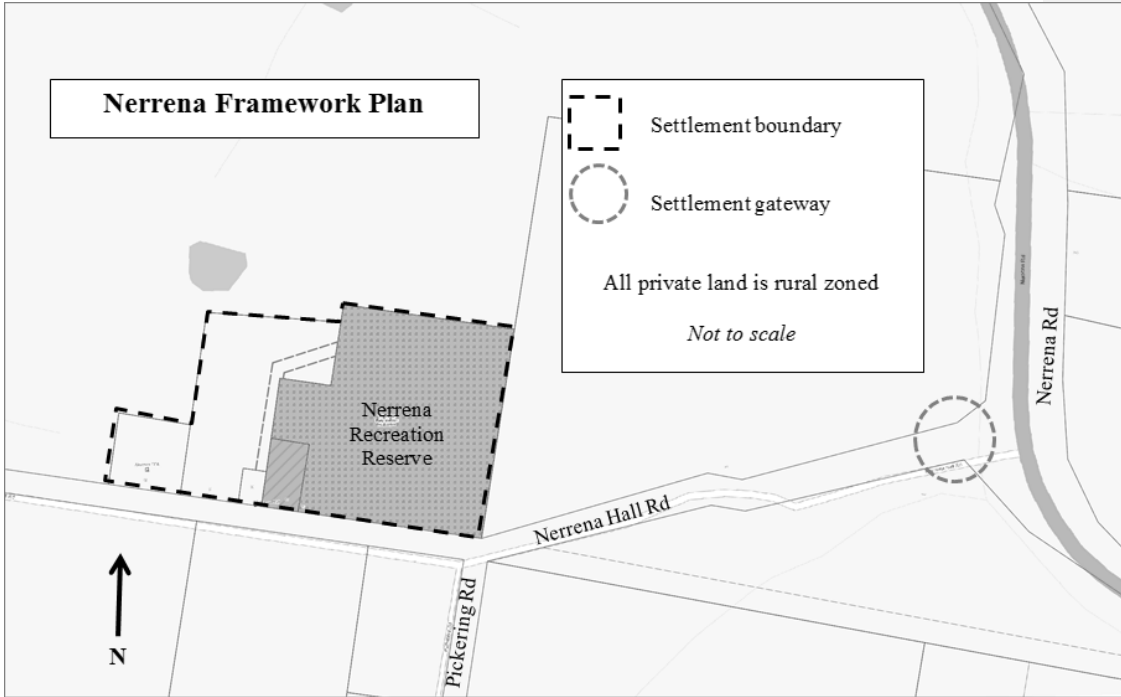 Nerrena Framework Plan
Settlement boundary
Settlement gateway
All private land is rural zoned
Not to scale
Nerrena Rd
Nerrena
Recreation
Reserve
Nerrena Hall Rd
Pickering Rd
N